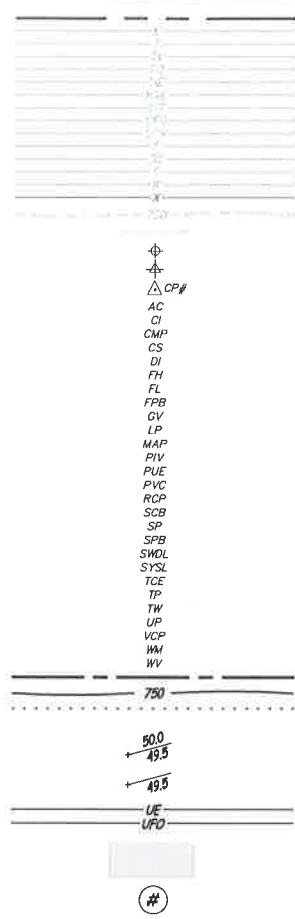 X
CP#
AC
CI
CMP
CS
DI
FH
FL
FPB
GV
LP
MAP
PIV
PUE
PVC
RCP
SCB
SP
SPB
SWDL
SYSL
TCE
TP
TW
UP
VCP
WM
WV
750
50.0
49.5
49.5
UE
UFO
#